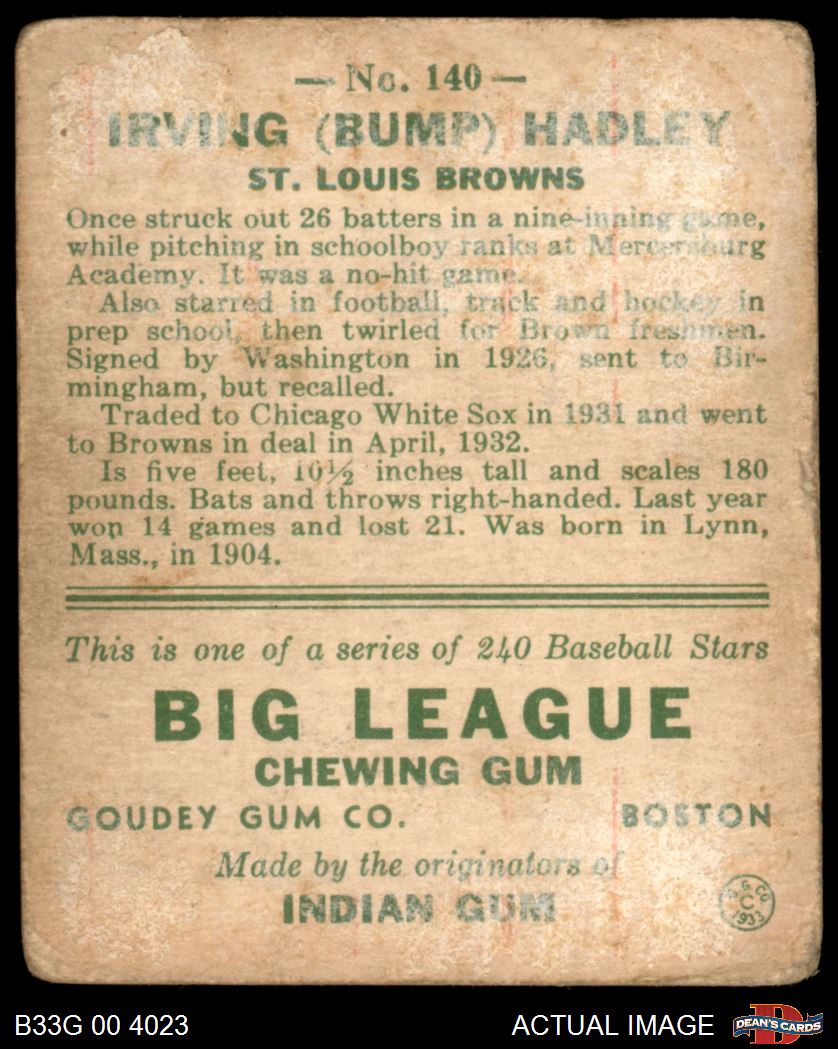 — No. 140 —
IRVING (BUMP) HADLEY
ST. LOUIS BROWNS
Once struck out 26 batters in a nine-inning game,
while pitching in schoolboy ranks at Mercersburg
Academy. It was a no-hit game.
Also starred in football, track and hockey in
prep school, then twirled for Brown freshmen.
Signed by Washington in 1926, sent to Bir-
mingham, but recalled.
Traded to Chicago White Sox in 1931 and went
to Browns in deal in April, 1932.
Is five feet, 10½ inches tall and scales 180
pounds. Bats and throws right-handed. Last year
won 14 games and lost 21. Was born in Lynn,
Mass., in 1904.
This is one of a series of 240 Baseball Stars
BIG LEAGUE
CHEWING GUM
GOUDEY GUM CO. BOSTON
Made by the originators of
INDIAN GUM
G. G. CO
C
1933
B33G 00 4023 ACTUAL IMAGE
D
DEAN'S CARDS